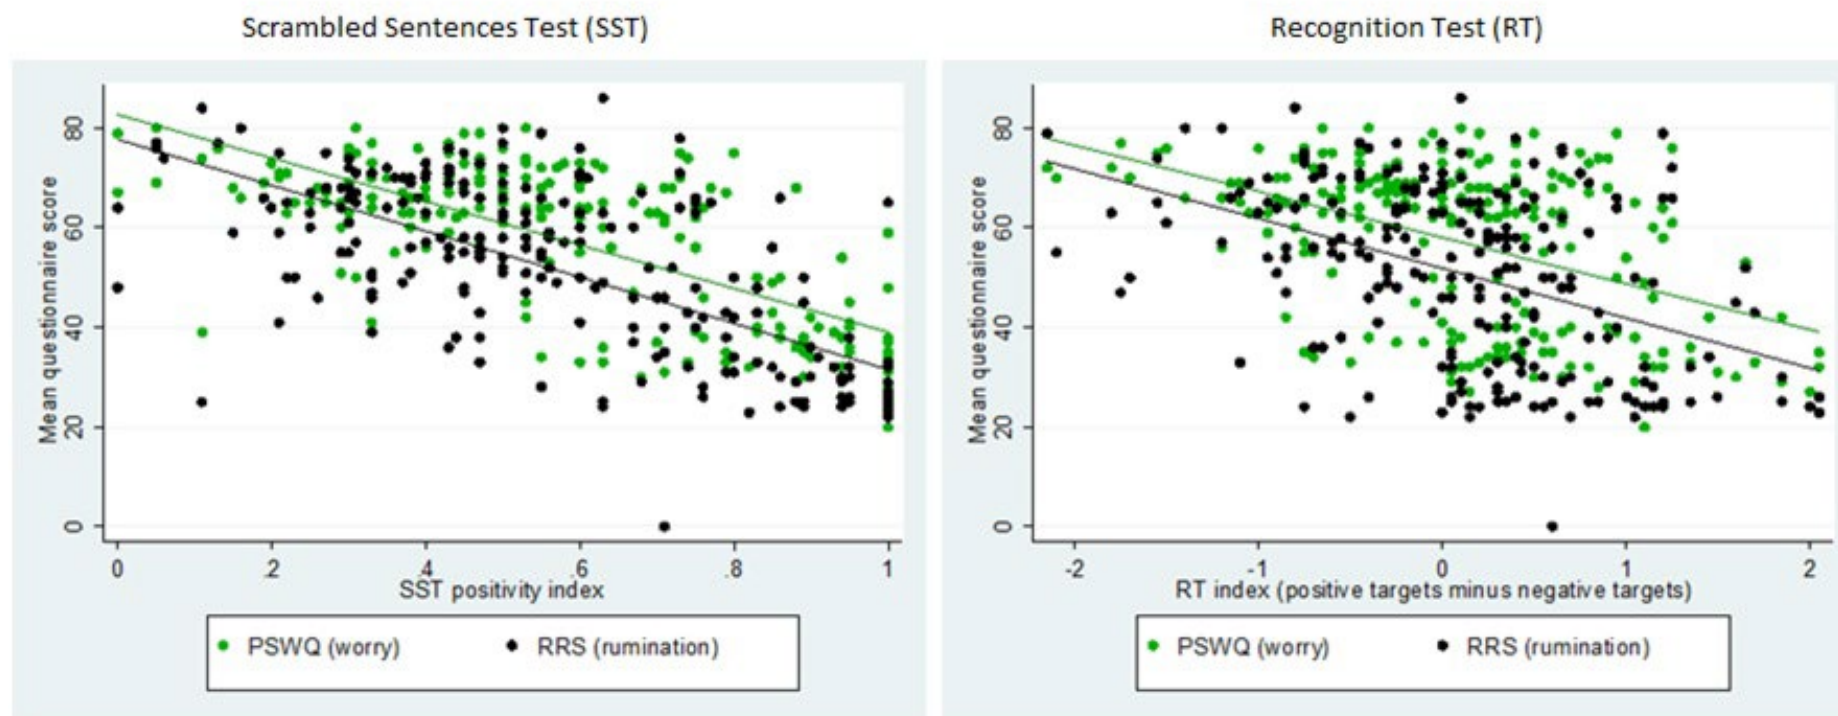 Scrambled Sentences Test (SST)
Mean questionnaire score
80
60
40
20
0
0 .2 .4 .6 .8 1
SST positivity index
PSWQ (worry) RRS (rumination)
Recognition Test (RT)
Mean questionnaire score
80
60
40
20
0
-2 -1 0 1 2
RT index (positive targets minus negative targets)
PSWQ (worry) RRS (rumination)